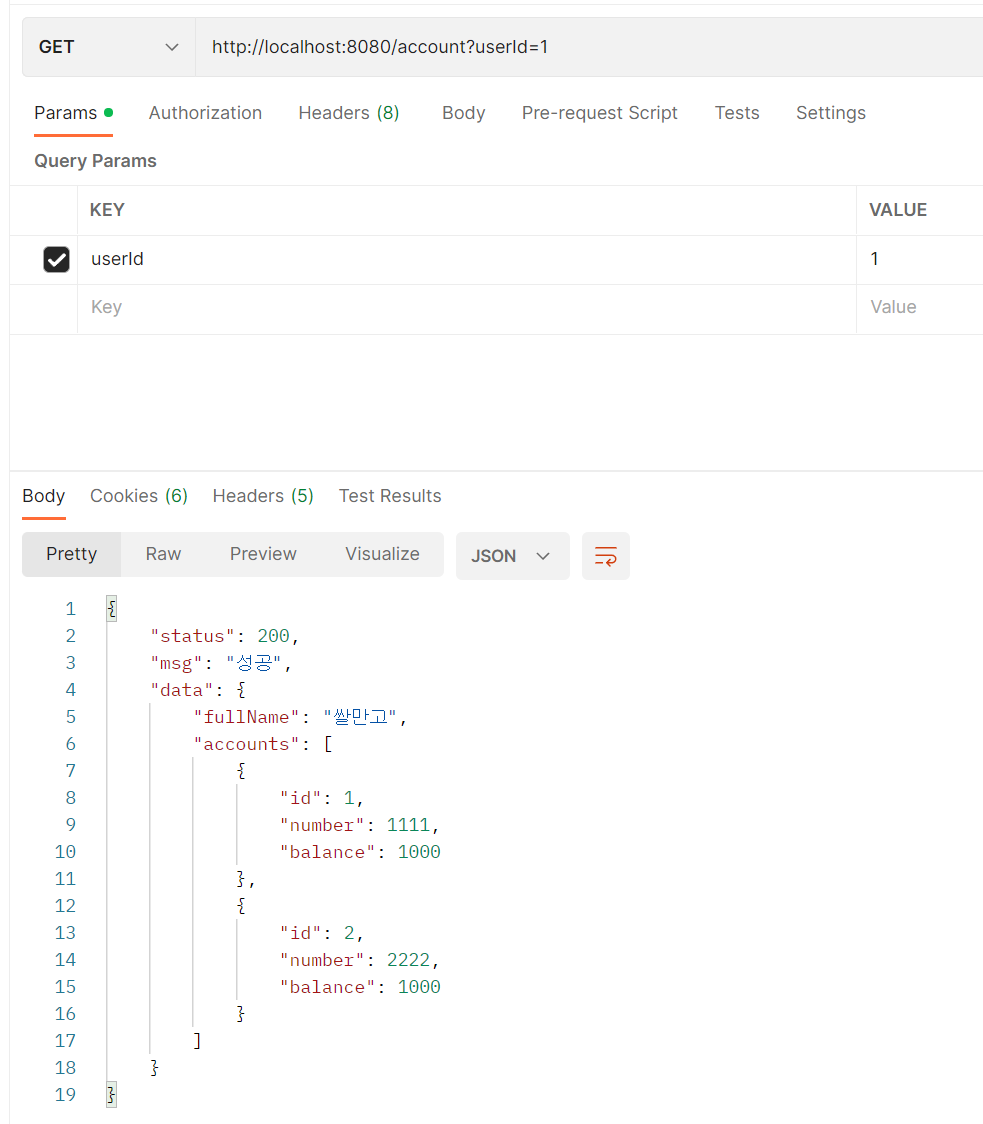 GET http://localhost:8080/account?userId=1
Params Authorization Headers (8) Body Pre-request Script Tests Settings
Query Params
KEY VALUE
userId 1
Key Value
Body Cookies (6) Headers (5) Test Results
Pretty Raw Preview Visualize JSON
1 {
2 "status": 200,
3 "msg": "성공",
4 "data": {
5 "fullName": "쌀만고",
6 "accounts": [
7 {
8 "id": 1,
9 "number": 1111,
10 "balance": 1000
11 },
12 {
13 "id": 2,
14 "number": 2222,
15 "balance": 1000
16 }
17 ]
18 }
19 }